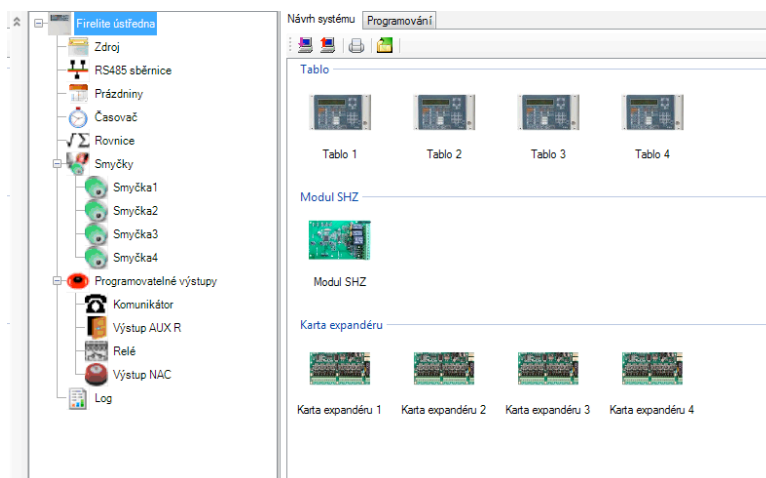 Firelite ústředna
Zdroj
RS485 sběrnice
Prázdniny
Časovač
Rovnice
Smyčky
Smyčka1
Smyčka2
Smyčka3
Smyčka4
Programovatelné výstupy
Komunikátor
Výstup AUX R
Relé
Výstup NAC
Log
Návrh systému Programování
Tablo
Tablo 1 Tablo 2 Tablo 3 Tablo 4
Modul SHZ
Modul SHZ
Karta expandéru
Karta expandéru 1 Karta expandéru 2 Karta expandéru 3 Karta expandéru 4